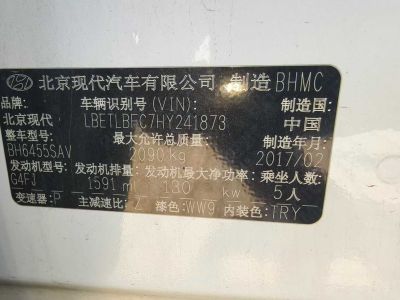 北京现代汽车有限公司 制造 BHMC
品牌: 车辆识别号(VIN): 制造国:
北京现代 LBETLBFC7HY241873 中国
整车型号: 最大允许总质量: 制造年月:
BH6455SAV 2090 kg 2017/02
发动机型号: 发动机排量: 发动机最大净功率: 乘坐人数:
G4FJ 1591 ml 130 kw 5人
变速器: P 主减速比: Z 漆色: WW9 内装色: TRY